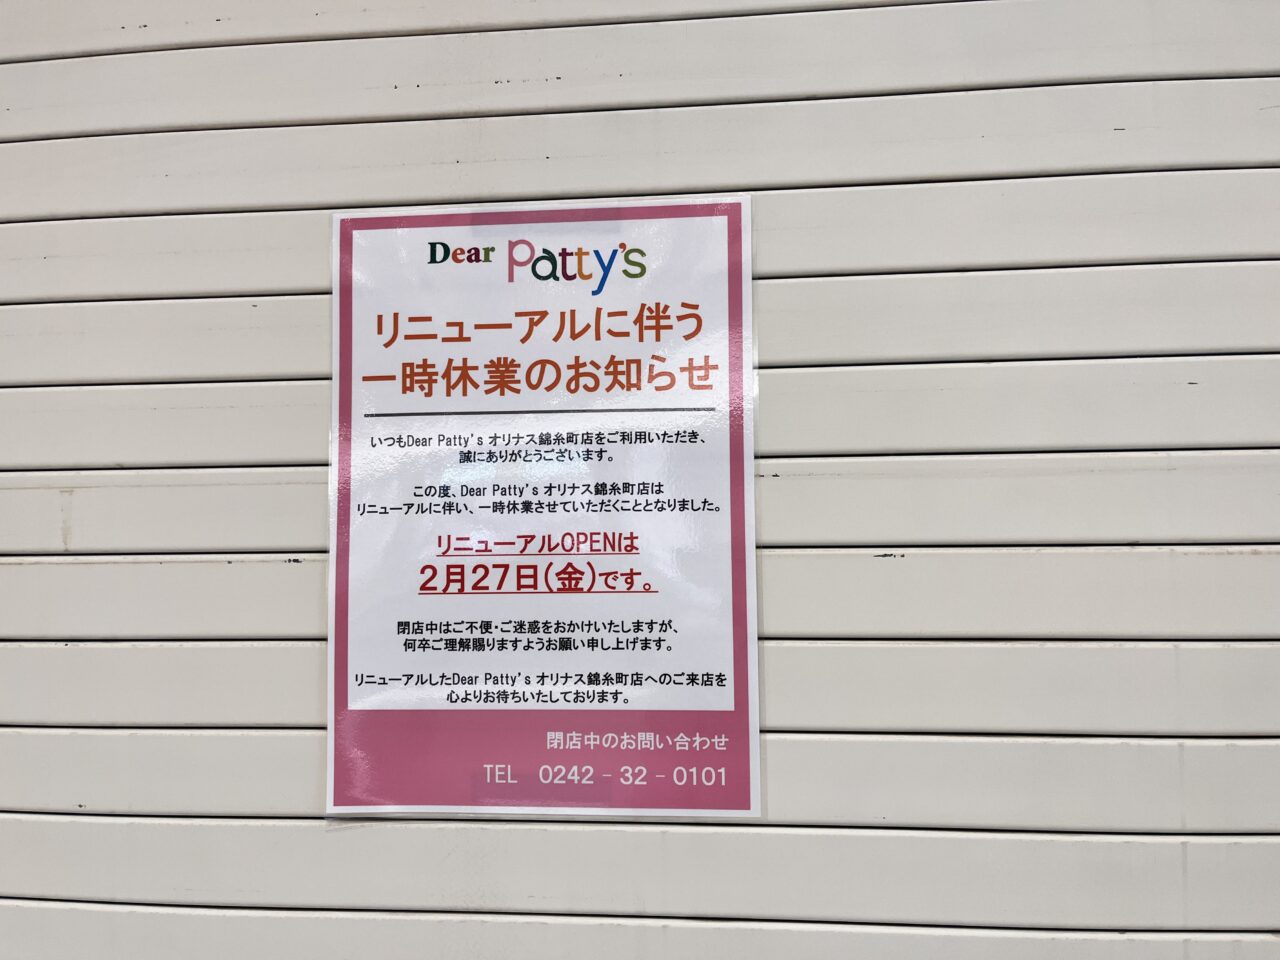 Dear Patty's
リニューアルに伴う
一時休業のお知らせ
いつもDear Patty's オリナス錦糸町店をご利用いただき、
誠にありがとうございます。
この度、Dear Patty's オリナス錦糸町店は
リニューアルに伴い、一時休業させていただくこととなりました。
リニューアルOPENは
2月27日(金)です。
閉店中はご不便・ご迷惑をおかけいたしますが、
何卒ご理解賜りますようお願い申し上げます。
リニューアルしたDear Patty's オリナス錦糸町店へのご来店を
心よりお待ちいたしております。
閉店中のお問い合わせ
TEL 0242-32-0101